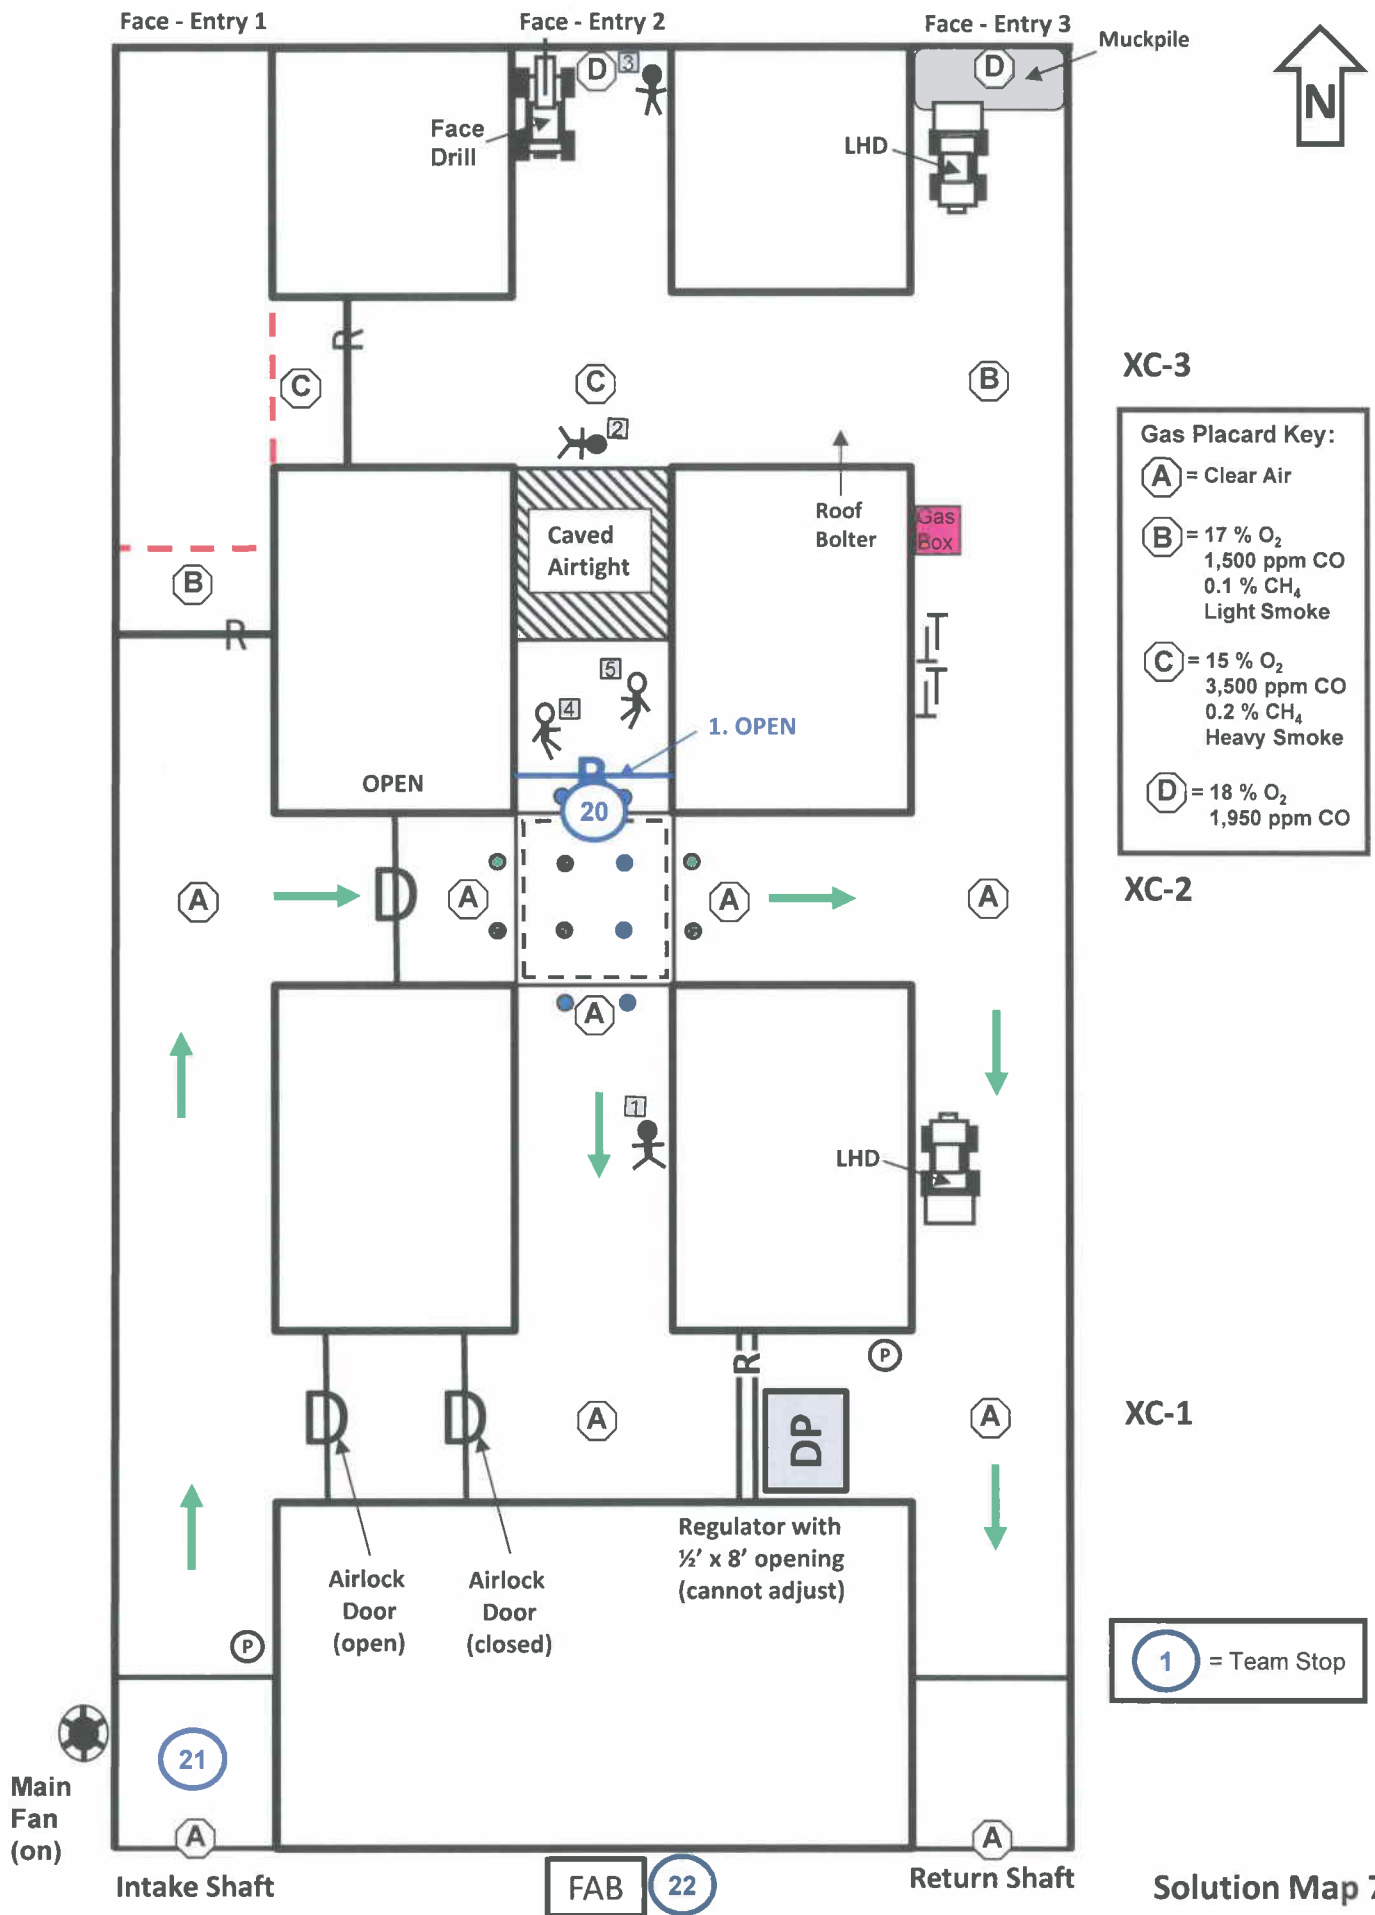 Face - Entry 1
Face - Entry 2
Face - Entry 3
Muckpile
D
3
D
N
Face
Drill
LHD
R
XC-3
C
C
B
2
Gas Placard Key:
A = Clear Air
B = 17 % O₂
1,500 ppm CO
0.1 % CH₄
Light Smoke
C = 15 % O₂
3,500 ppm CO
0.2 % CH₄
Heavy Smoke
D = 18 % O₂
1,950 ppm CO
Caved
Airtight
Roof
Bolter
Gas
Box
B
R
5
4
1. OPEN
OPEN
20
XC-2
A
D
A
A
A
A
1
LHD
R
P
D
D
A
DP
A
XC-1
Regulator with
½' x 8' opening
(cannot adjust)
Airlock
Door
(open)
Airlock
Door
(closed)
P
1 = Team Stop
21
Main
Fan
(on)
A
A
Intake Shaft
FAB
22
Return Shaft
Solution Map 7